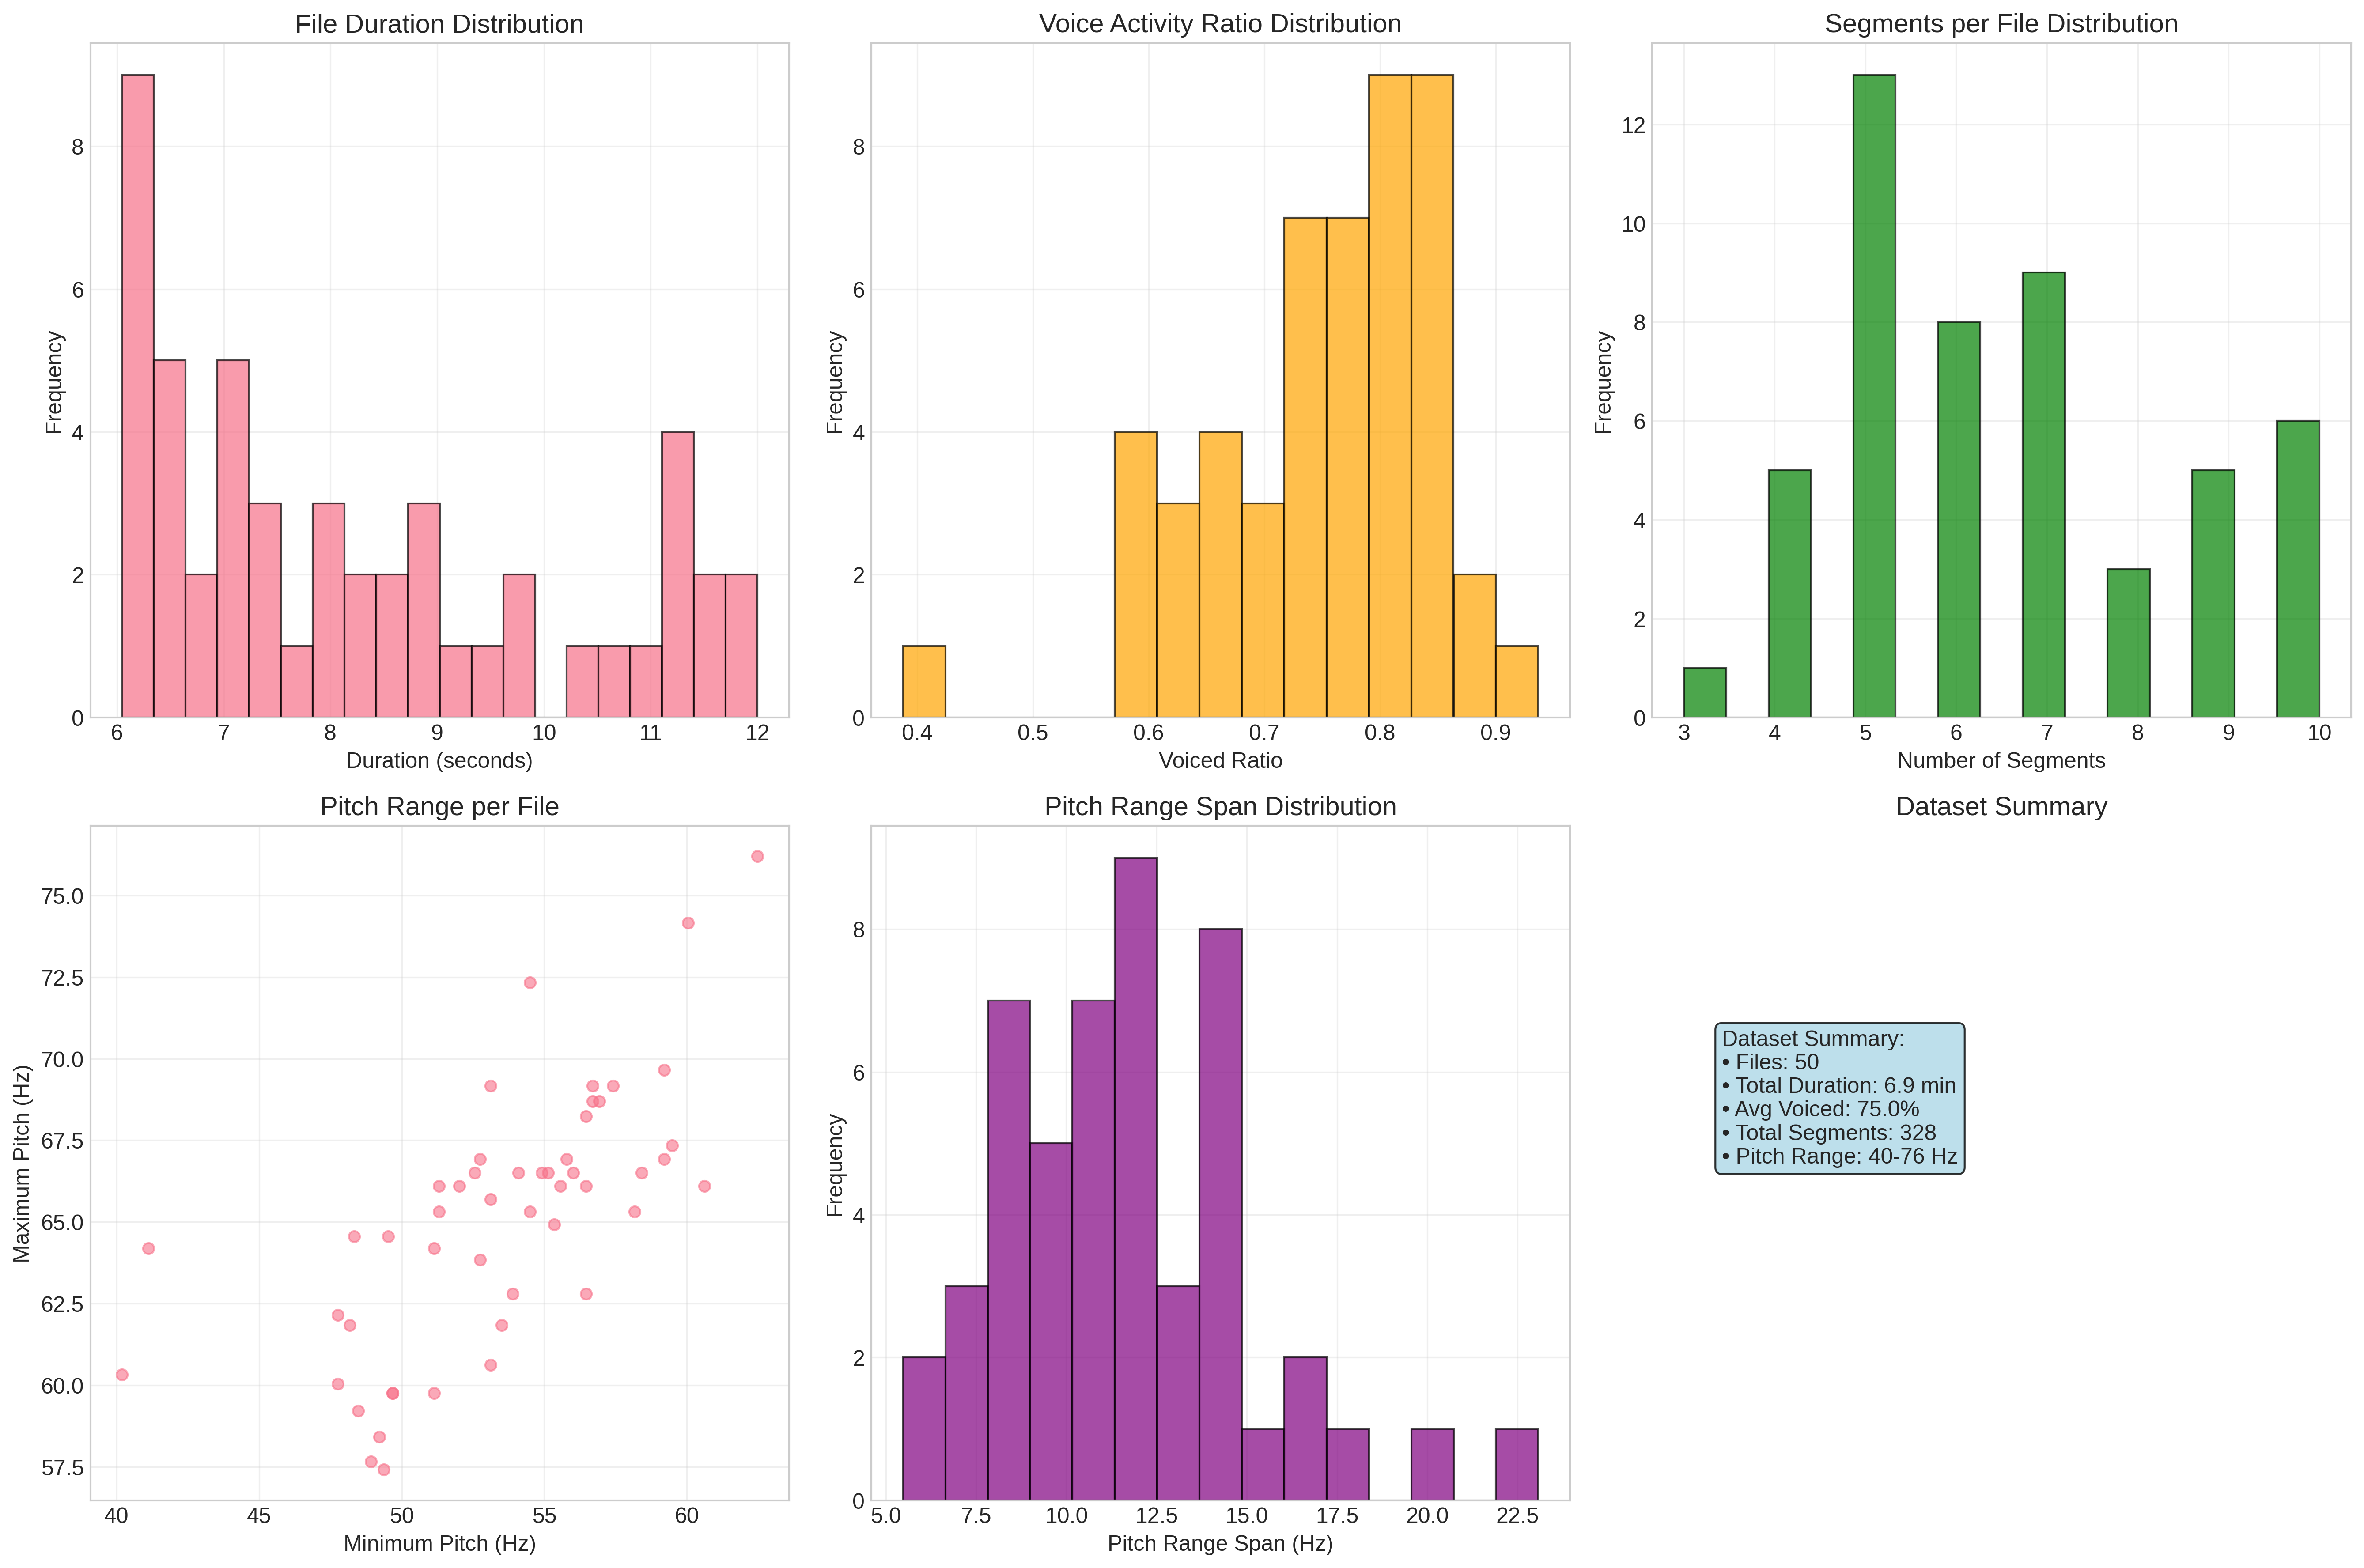 File Duration Distribution
Frequency
8
6
4
2
0
6 7 8 9 10 11 12
Duration (seconds)
Voice Activity Ratio Distribution
Frequency
8
6
4
2
0
0.4 0.5 0.6 0.7 0.8 0.9
Voiced Ratio
Segments per File Distribution
Frequency
12
10
8
6
4
2
0
3 4 5 6 7 8 9 10
Number of Segments
Pitch Range per File
Maximum Pitch (Hz)
75.0
72.5
70.0
67.5
65.0
62.5
60.0
57.5
40 45 50 55 60
Minimum Pitch (Hz)
Pitch Range Span Distribution
Frequency
8
6
4
2
0
5.0 7.5 10.0 12.5 15.0 17.5 20.0 22.5
Pitch Range Span (Hz)
Dataset Summary
Dataset Summary:
• Files: 50
• Total Duration: 6.9 min
• Avg Voiced: 75.0%
• Total Segments: 328
• Pitch Range: 40-76 Hz